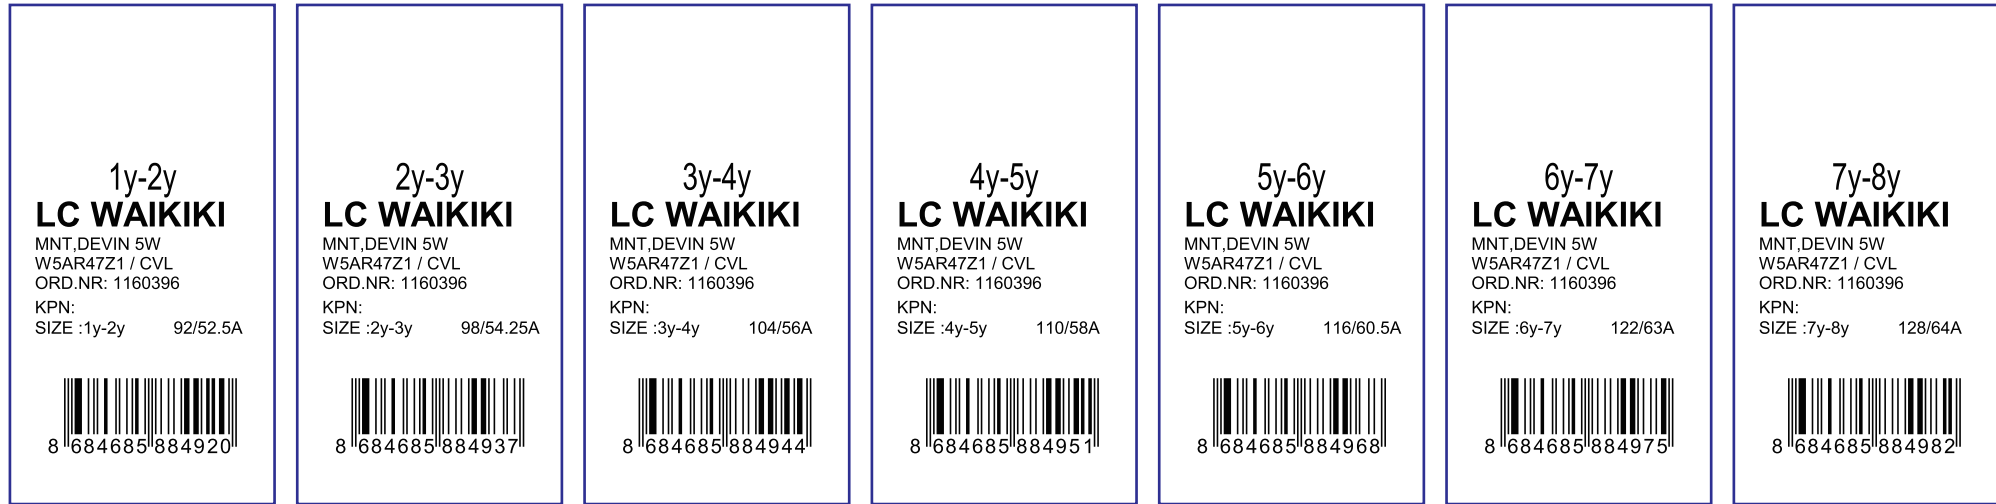 1y-2y
LC WAIKIKI
MNT,DEVIN 5W
W5AR47Z1 / CVL
ORD.NR: 1160396
KPN:
SIZE :1y-2y 92/52.5A
8 684685 884920
2y-3y
LC WAIKIKI
MNT,DEVIN 5W
W5AR47Z1 / CVL
ORD.NR: 1160396
KPN:
SIZE :2y-3y 98/54.25A
8 684685 884937
3y-4y
LC WAIKIKI
MNT,DEVIN 5W
W5AR47Z1 / CVL
ORD.NR: 1160396
KPN:
SIZE :3y-4y 104/56A
8 684685 884944
4y-5y
LC WAIKIKI
MNT,DEVIN 5W
W5AR47Z1 / CVL
ORD.NR: 1160396
KPN:
SIZE :4y-5y 110/58A
8 684685 884951
5y-6y
LC WAIKIKI
MNT,DEVIN 5W
W5AR47Z1 / CVL
ORD.NR: 1160396
KPN:
SIZE :5y-6y 116/60.5A
8 684685 884968
6y-7y
LC WAIKIKI
MNT,DEVIN 5W
W5AR47Z1 / CVL
ORD.NR: 1160396
KPN:
SIZE :6y-7y 122/63A
8 684685 884975
7y-8y
LC WAIKIKI
MNT,DEVIN 5W
W5AR47Z1 / CVL
ORD.NR: 1160396
KPN:
SIZE :7y-8y 128/64A
8 684685 884982